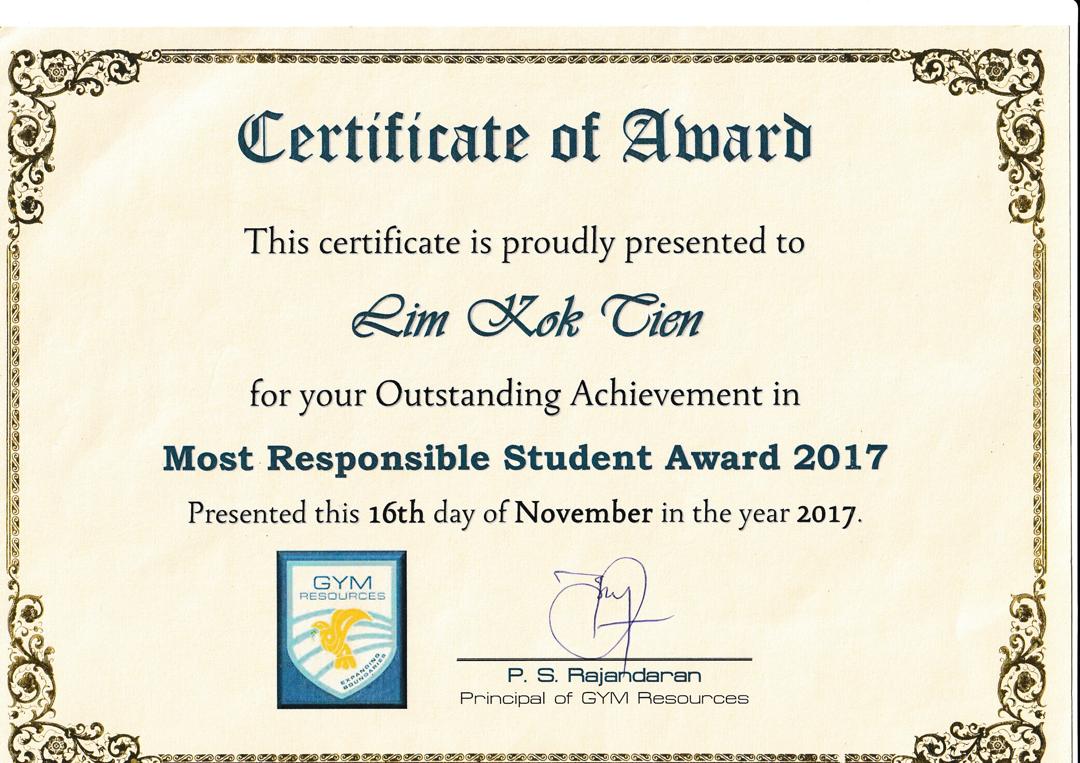 Certificate of Award
This certificate is proudly presented to
Lim Kok Tien
for your Outstanding Achievement in
Most Responsible Student Award 2017
Presented this 16th day of November in the year 2017.
GYM
RESOURCES
EXPANDING
BOUNDARIES
P. S. Rajandaran
Principal of GYM Resources